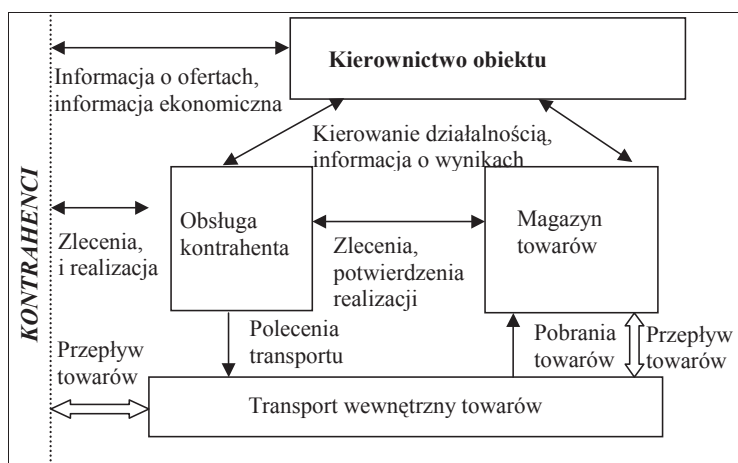 Kierownictwo obiektu
Informacja o ofertach,
informacja ekonomiczna
Kierowanie działalnością,
informacja o wynikach
KONTRAHENCI
Zlecenia,
i realizacja
Obsługa
kontrahenta
Zlecenia,
potwierdzenia
realizacji
Magazyn
towarów
Polecenia
transportu
Pobrania
towarów
Przepływ
towarów
Przepływ
towarów
Transport wewnętrzny towarów